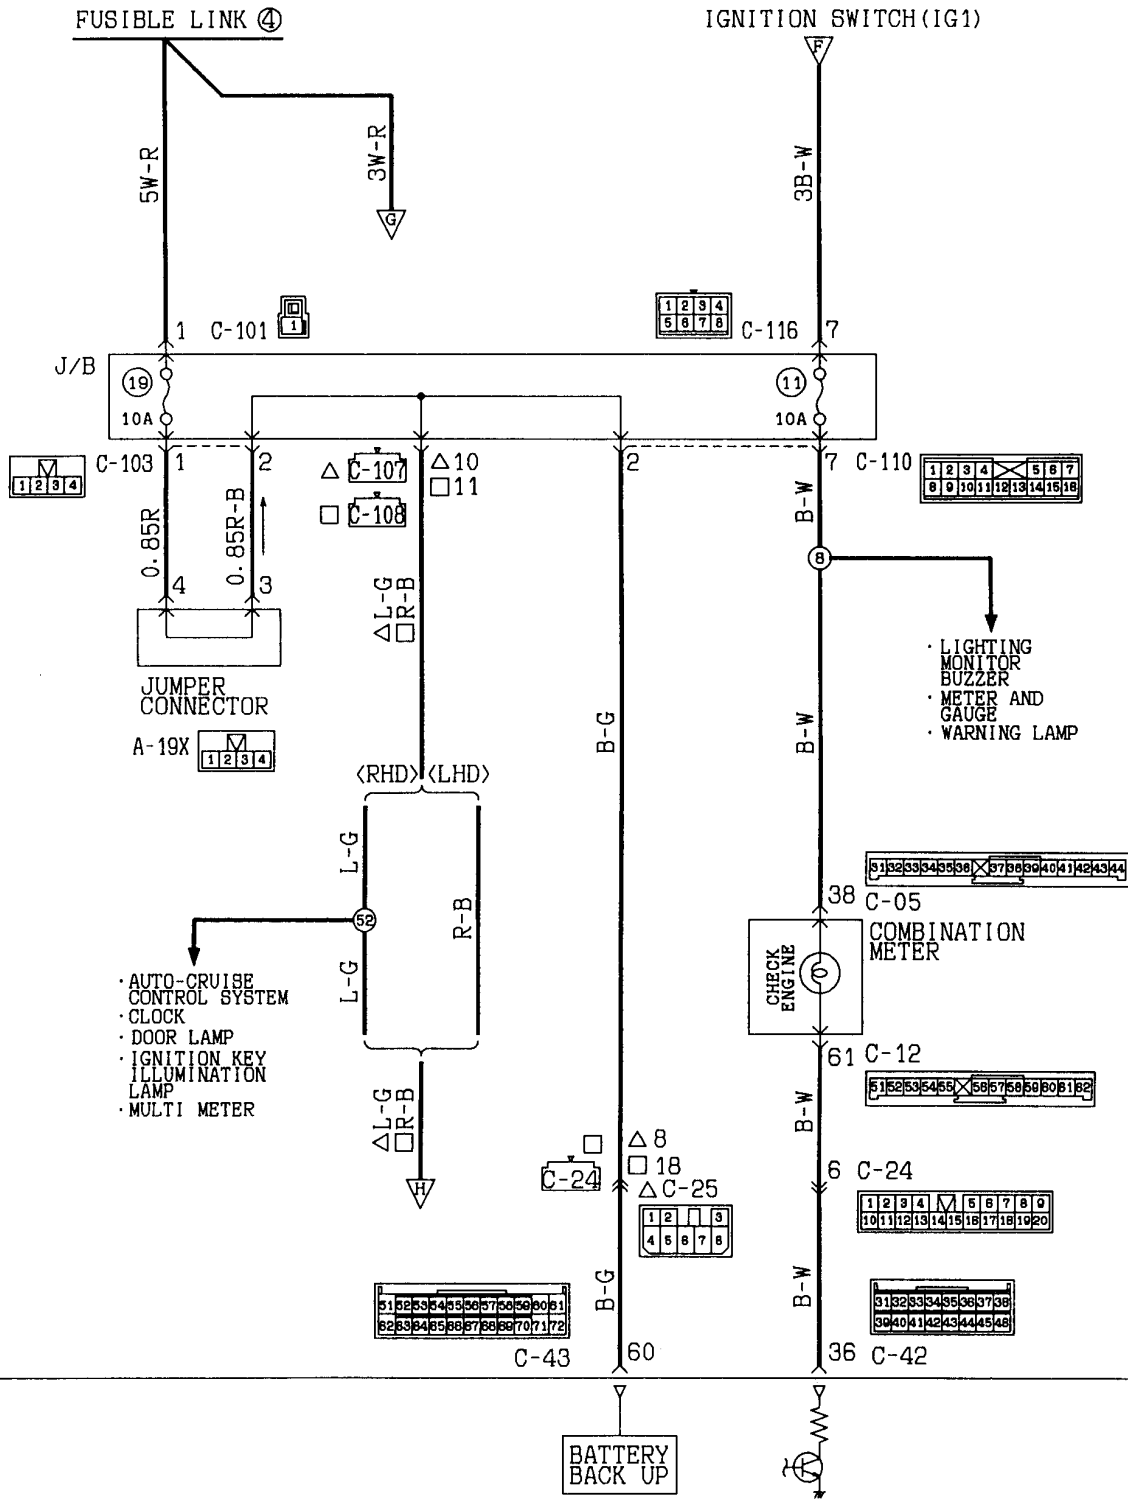 FUSIBLE LINK ④
IGNITION SWITCH(IG1)
F
5W-R
3W-R
3B-W
G
1 C-101
1
1 2 3 4
5 6 7 8
C-116 7
J/B
19
10A
11
10A
C-103 1 2
1 2 3 4
△ C-107 △10
□11
□ C-108
2
7 C-110
1 2 3 4 5 6 7
8 9 10 11 12 13 14 15 16
0.85R
0.85R-B
△L-G
□R-B
B-W
8
4 3
JUMPER
CONNECTOR
A-19X
1 2 3 4
· LIGHTING
MONITOR
BUZZER
· METER AND
GAUGE
· WARNING LAMP
B-G
B-W
<RHD> <LHD>
L-G
R-B
52
L-G
· AUTO-CRUISE
CONTROL SYSTEM
· CLOCK
· DOOR LAMP
· IGNITION KEY
ILLUMINATION
LAMP
· MULTI METER
31 32 33 34 35 36 37 38 39 40 41 42 43 44
38 C-05
COMBINATION
METER
CHECK
ENGINE
61 C-12
51 52 53 54 55 56 57 58 59 60 61 62
△L-G
□R-B
H
B-W
□ △8
□18
C-24
△C-25
1 2 3
4 5 6 7 8
6 C-24
1 2 3 4 5 6 7 8 9
10 11 12 13 14 15 16 17 18 19 20
B-G
B-W
51 52 53 54 55 56 57 58 59 60 61
62 63 64 65 66 67 68 69 70 71 72
C-43 60
31 32 33 34 35 36 37 38
39 40 41 42 43 44 45 46
36 C-42
BATTERY
BACK UP